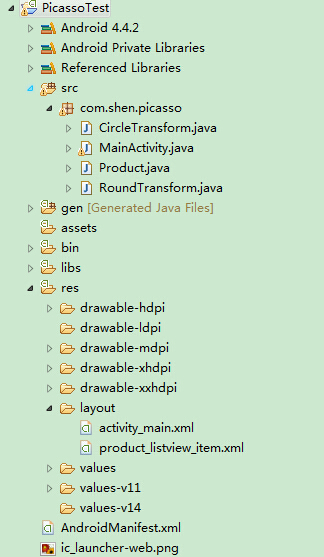 PicassoTest
Android 4.4.2
Android Private Libraries
Referenced Libraries
src
com.shen.picasso
CircleTransform.java
MainActivity.java
Product.java
RoundTransform.java
gen [Generated Java Files]
assets
bin
libs
res
drawable-hdpi
drawable-ldpi
drawable-mdpi
drawable-xhdpi
drawable-xxhdpi
layout
activity_main.xml
product_listview_item.xml
values
values-v11
values-v14
AndroidManifest.xml
ic_launcher-web.png